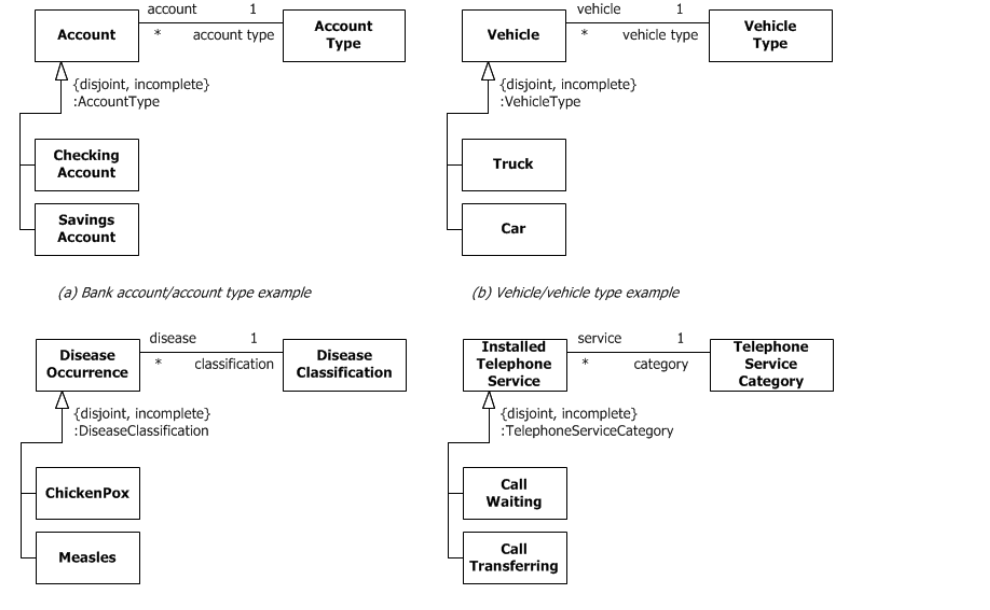 account 1
Account
* account type
Account
Type
{disjoint, incomplete}
:AccountType
Checking
Account
Savings
Account
(a) Bank account/account type example
vehicle 1
Vehicle
* vehicle type
Vehicle
Type
{disjoint, incomplete}
:VehicleType
Truck
Car
(b) Vehicle/vehicle type example
disease 1
Disease
Occurrence
* classification
Disease
Classification
{disjoint, incomplete}
:DiseaseClassification
ChickenPox
Measles
service 1
Installed
Telephone
Service
* category
Telephone
Service
Category
{disjoint, incomplete}
:TelephoneServiceCategory
Call
Waiting
Call
Transferring